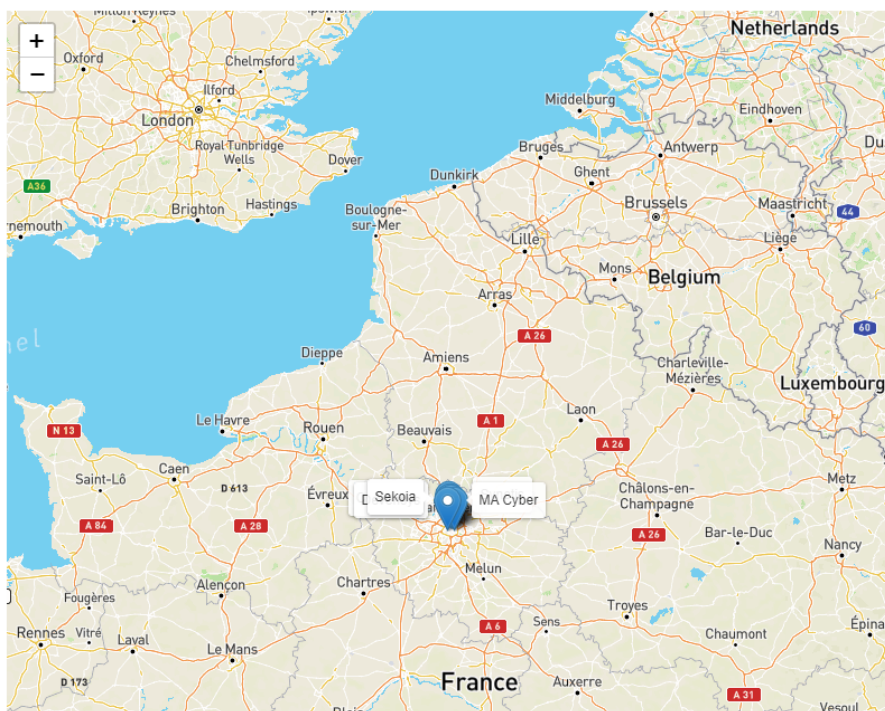 Milton Keynes
Ipswich
Netherlands
+
−
Oxford
Chelmsford
Ilford
London
Middelburg
Eindhoven
Royal Tunbridge
Wells
Dover
Bruges
Antwerp
Ghent
Dunkirk
A36
Brussels
Maastricht
44
Brighton
Hastings
Boulogne-
sur-Mer
rnemouth
Lille
Liège
Mons
Belgium
Arras
nel
60
A 26
Dieppe
Amiens
Charleville-
Mézières
Luxembourg
Le Havre
N 13
Rouen
Beauvais
A 1
Laon
A 26
Caen
Saint-Lô
D 613
Évreux
D
Sekoia
MA Cyber
Metz
Châlons-en-
Champagne
A 84
A 28
A 26
Bar-le-Duc
Nancy
Melun
Chartres
Alençon
Fougères
Troyes
Rennes
Vitré
Laval
Le Mans
A 6
Sens
Chaumont
Épina
D 173
France
Auxerre
A 31
Vesoul